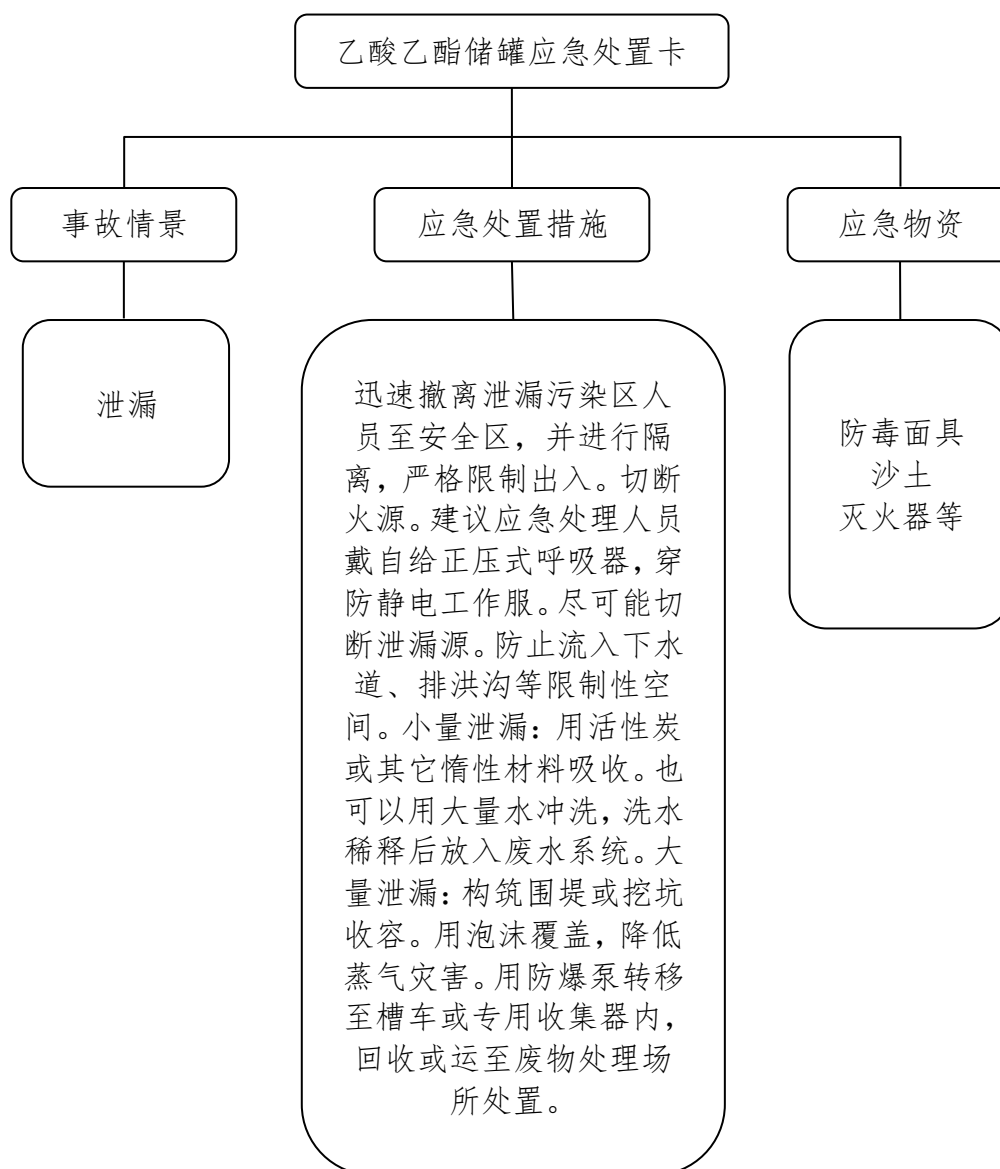 乙酸乙酯储罐应急处置卡
事故情景
应急处置措施
应急物资
泄漏
迅速撤离泄漏污染区人
员至安全区，并进行隔
离，严格限制出入。切断
火源。建议应急处理人员
戴自给正压式呼吸器，穿
防静电工作服。尽可能切
断泄漏源。防止流入下水
道、排洪沟等限制性空
间。小量泄漏：用活性炭
或其它惰性材料吸收。也
可以用大量水冲洗，洗水
稀释后放入废水系统。大
量泄漏：构筑围堤或挖坑
收容。用泡沫覆盖，降低
蒸气灾害。用防爆泵转移
至槽车或专用收集器内，
回收或运至废物处理场
所处置。
防毒面具
沙土
灭火器等